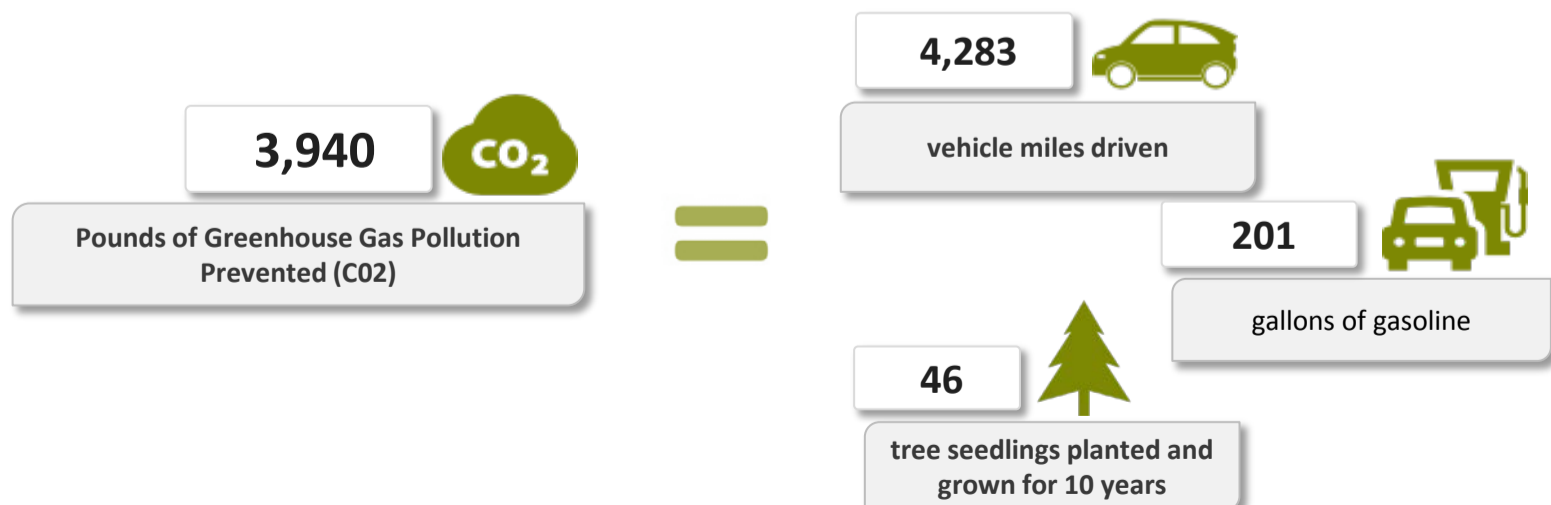 3,940
CO₂
Pounds of Greenhouse Gas Pollution
Prevented (C02)
4,283
vehicle miles driven
201
gallons of gasoline
46
tree seedlings planted and
grown for 10 years